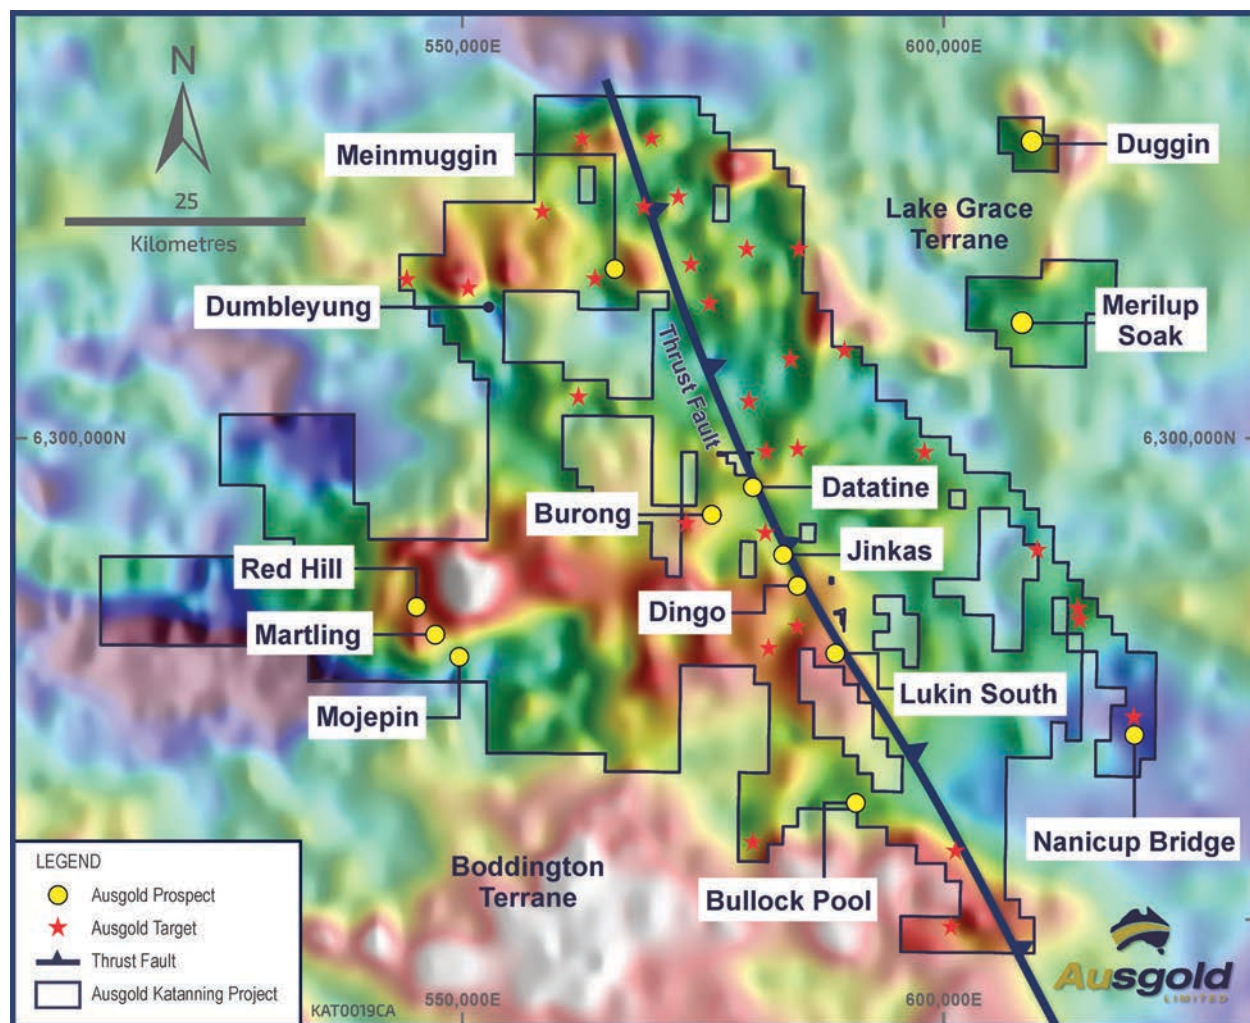 550,000E
600,000E
N
25
Kilometres
Meinmuggin
Duggin
Lake Grace
Terrane
Dumbleyung
Merilup
Soak
Thrust Fault
6,300,000N
6,300,000N
Datatine
Burong
Jinkas
Red Hill
Dingo
Martling
Lukin South
Mojepin
Nanicup Bridge
Boddington
Terrane
Bullock Pool
LEGEND
Ausgold Prospect
Ausgold Target
Thrust Fault
Ausgold Katanning Project
KAT0019CA
550,000E
600,000E
Ausgold
LIMITED